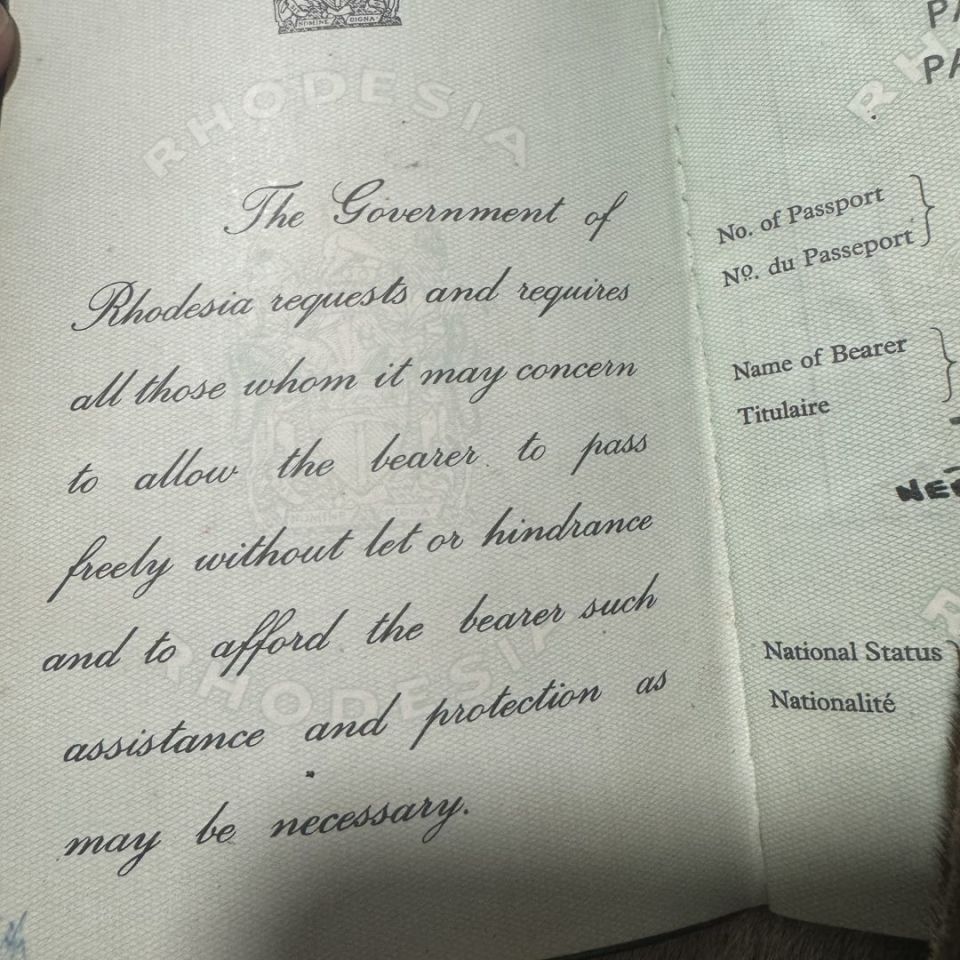 NOMINE DIGNA
RHODESIA
The Government of
Rhodesia requests and requires
all those whom it may concern
to allow the bearer to pass
freely without let or hindrance
and to afford the bearer such
assistance and protection as
may be necessary.
RHODESIA
No. of Passport
Nº. du Passeport
Name of Bearer
Titulaire
National Status
Nationalité